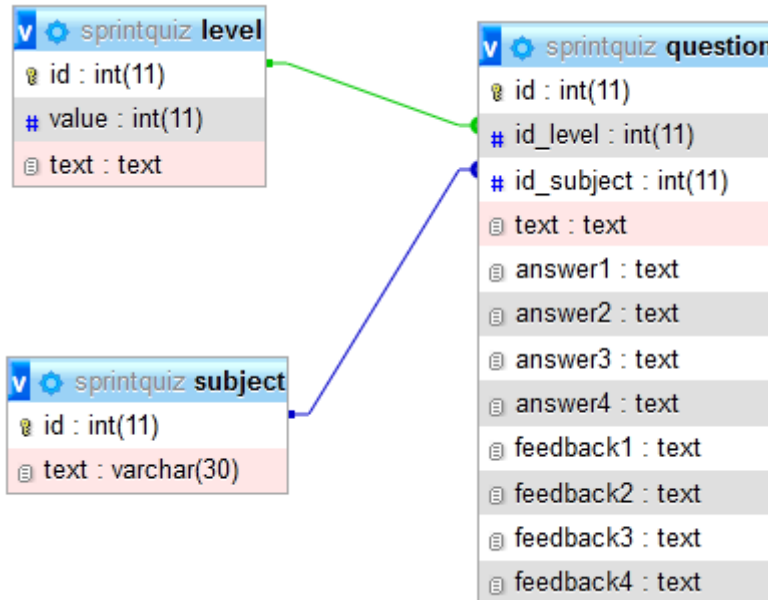 v sprintquiz level
id : int(11)
# value : int(11)
text : text
v sprintquiz subject
id : int(11)
text : varchar(30)
v sprintquiz question
id : int(11)
# id_level : int(11)
# id_subject : int(11)
text : text
answer1 : text
answer2 : text
answer3 : text
answer4 : text
feedback1 : text
feedback2 : text
feedback3 : text
feedback4 : text